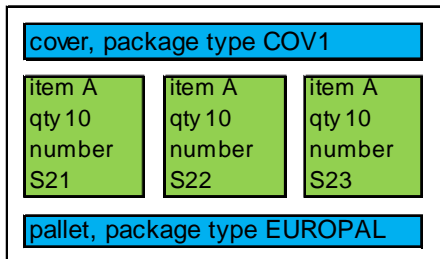 cover, package type COV1
item A
qty 10
number
S21
item A
qty 10
number
S22
item A
qty 10
number
S23
pallet, package type EUROPAL